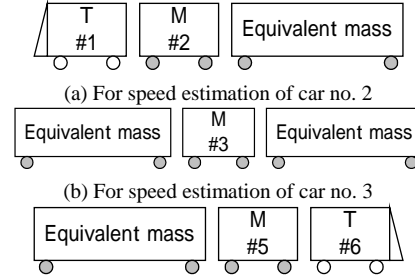 T M Equivalent mass
#1 #2
(a) For speed estimation of car no. 2
Equivalent mass M Equivalent mass
#3
(b) For speed estimation of car no. 3
Equivalent mass M T
#5 #6